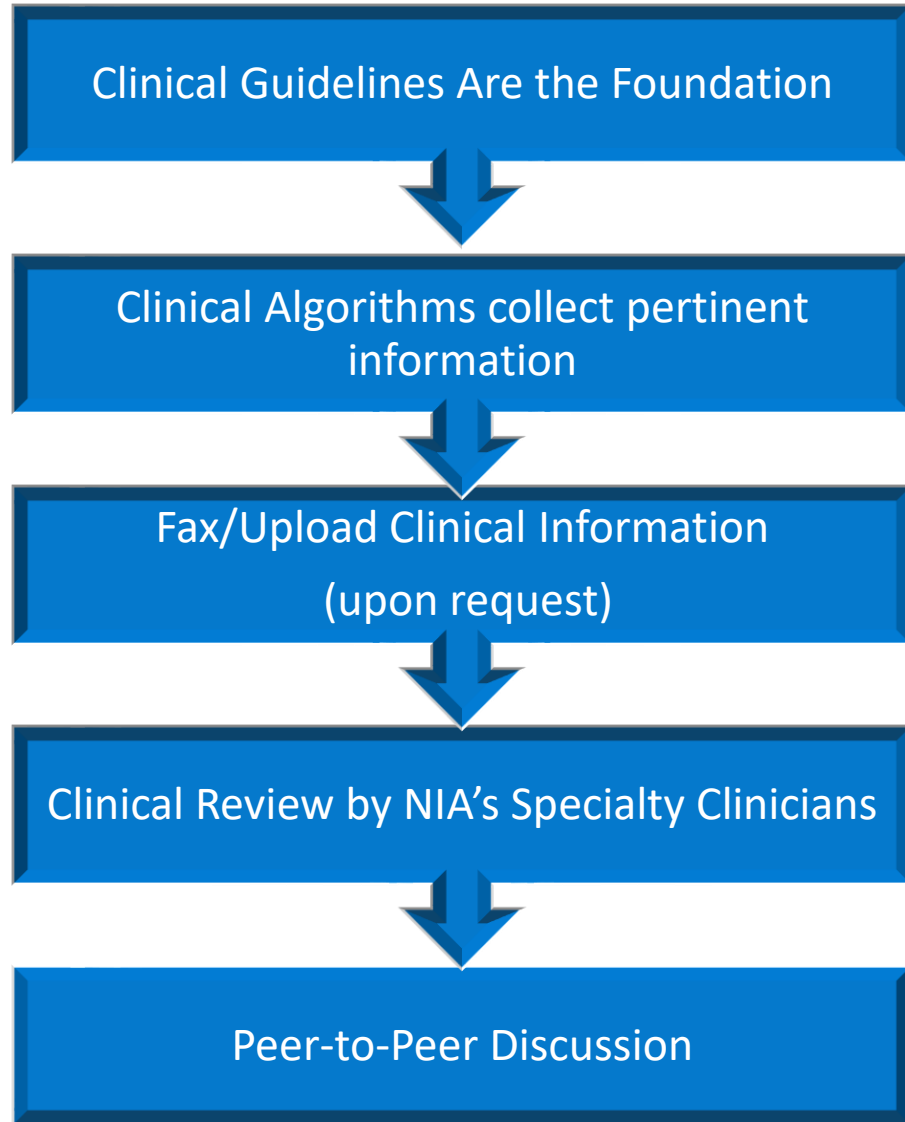 Clinical Guidelines Are the Foundation
Clinical Algorithms collect pertinent
information
Fax/Upload Clinical Information
(upon request)
Clinical Review by NIA’s Specialty Clinicians
Peer-to-Peer Discussion